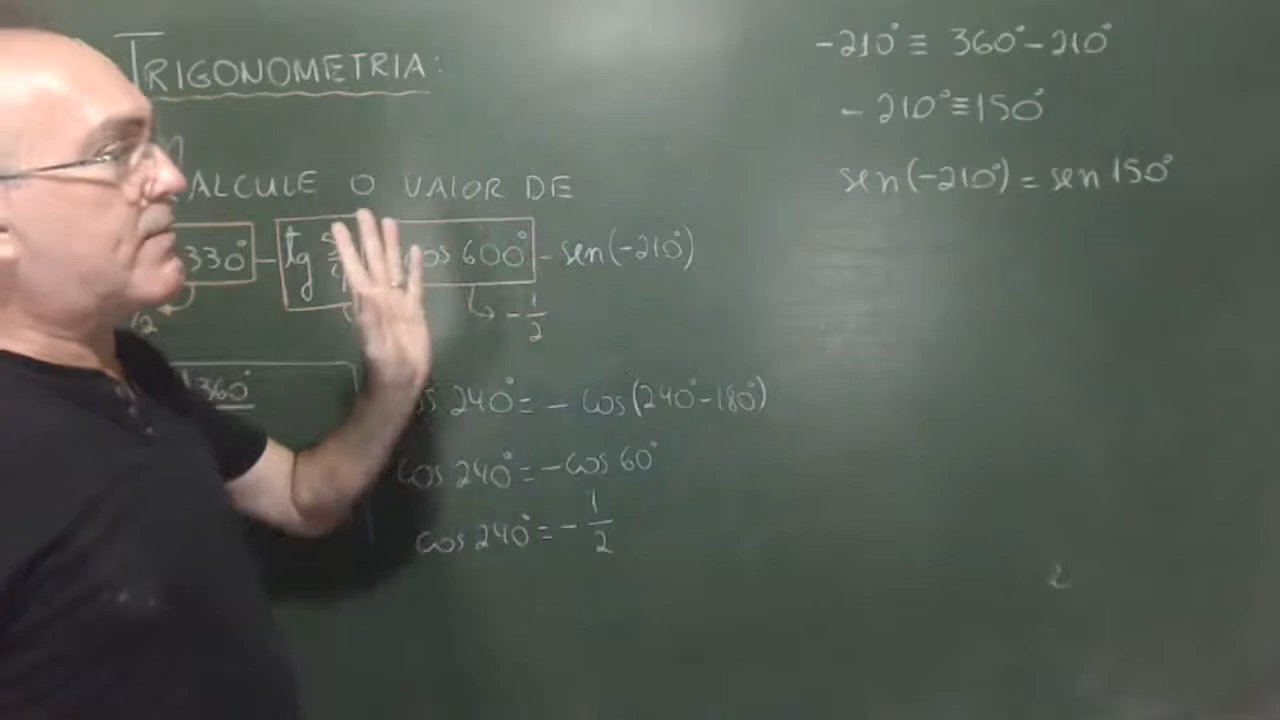 TRIGONOMETRIA:
ALCULE O VALOR DE
330° - tg cos 600° - sen(-210°)
/2 - 1/2
360°
cos 240° = - cos(240° - 180°)
cos 240° = - cos 60°
cos 240° = - 1/2
-210° ≡ 360° - 210°
- 210° ≡ 150°
sen(-210°) = sen 150°